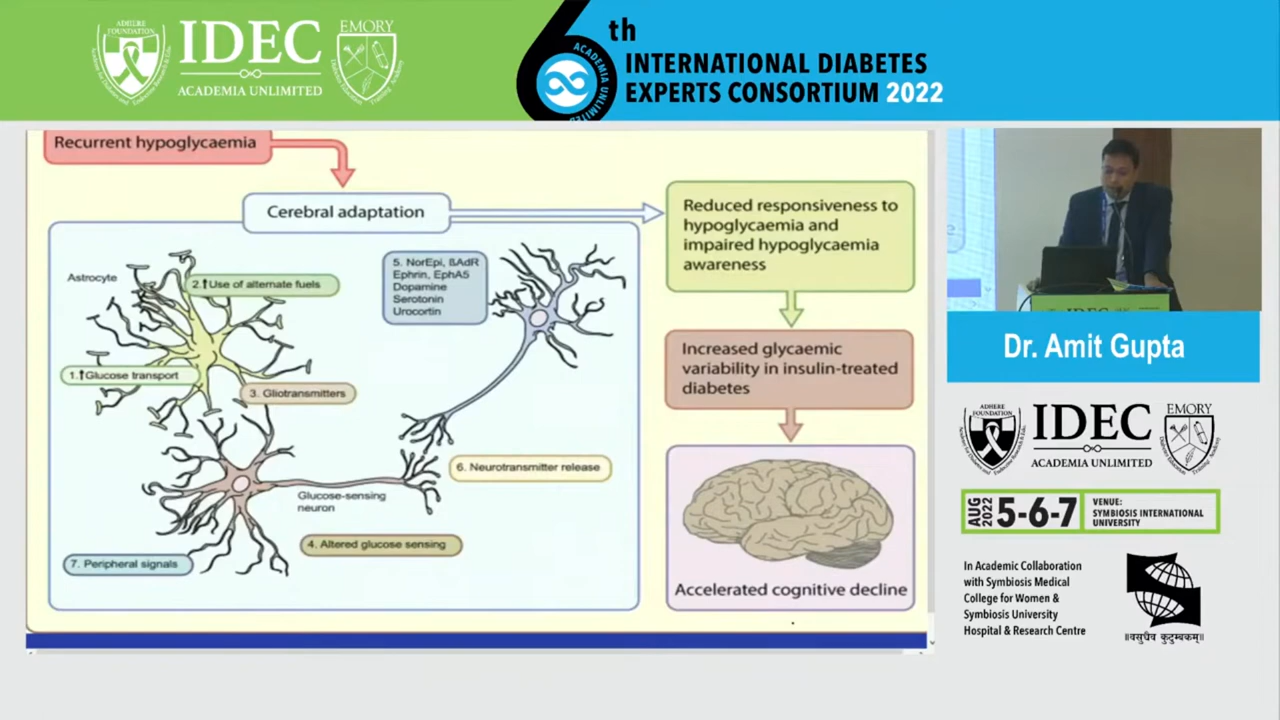 ADHERE
FOUNDATION
IDEC
ACADEMIA UNLIMITED
EMORY
6th
ACADEMIA UNLIMITED
INTERNATIONAL DIABETES
EXPERTS CONSORTIUM 2022
Recurrent hypoglycaemia
Cerebral adaptation
Astrocyte
2.↑Use of alternate fuels
1.↑Glucose transport
3. Gliotransmitters
5. NorEpi, ßAdR
Ephrin, EphA5
Dopamine
Serotonin
Urocortin
6. Neurotransmitter release
Glucose-sensing
neuron
4. Altered glucose sensing
7. Peripheral signals
Reduced responsiveness to
hypoglycaemia and
impaired hypoglycaemia
awareness
Increased glycaemic
variability in insulin-treated
diabetes
Accelerated cognitive decline
IDEC
Dr. Amit Gupta
ADHERE
FOUNDATION
IDEC
ACADEMIA UNLIMITED
EMORY
AUG
2022
5-6-7
VENUE:
SYMBIOSIS INTERNATIONAL
UNIVERSITY
In Academic Collaboration
with Symbiosis Medical
College for Women &
Symbiosis University
Hospital & Research Centre
॥वसुधैव कुटुम्बकम्॥